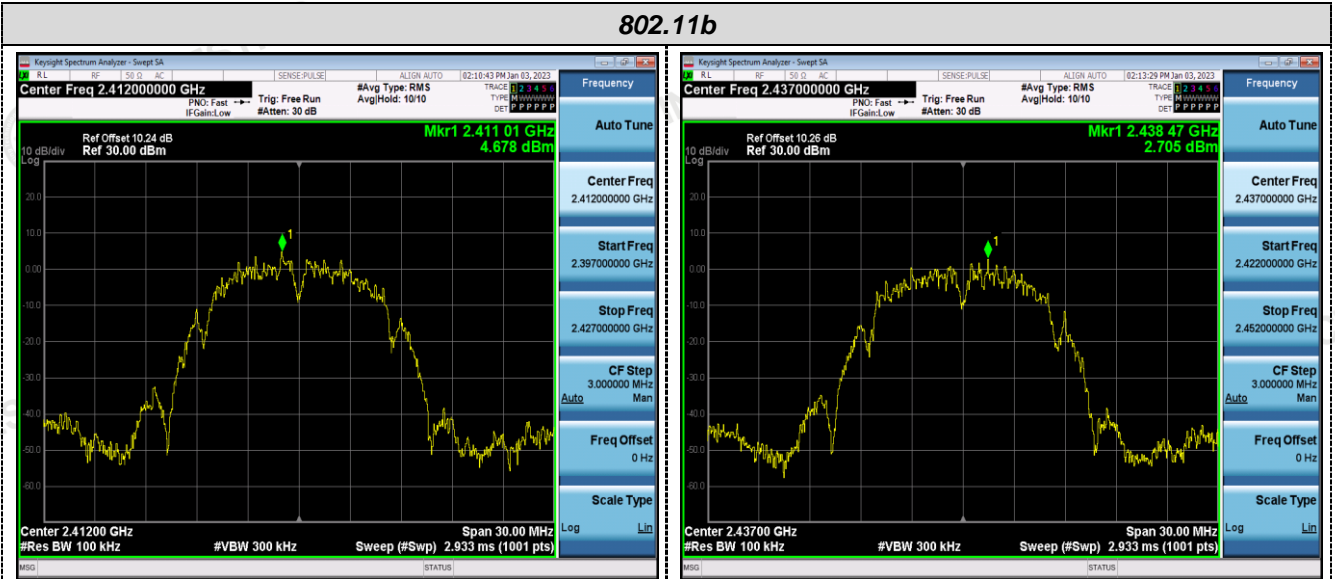 802.11b
Keysight Spectrum Analyzer - Swept SA
RL RF 50 Ω AC SENSE:PULSE ALIGN AUTO 02:10:43 PM Jan 03, 2023
Center Freq 2.412000000 GHz
PNO: Fast
IFGain:Low
Trig: Free Run
#Atten: 30 dB
#Avg Type: RMS
Avg|Hold: 10/10
TRACE 1 2 3 4 5 6
TYPE M W W W W W
DET P P P P P P
Mkr1 2.411 01 GHz
4.678 dBm
Ref Offset 10.24 dB
10 dB/div Ref 30.00 dBm
Log
20.0
10.0
0.00
-10.0
-20.0
-30.0
-40.0
-50.0
-60.0
1
Center 2.41200 GHz Span 30.00 MHz
#Res BW 100 kHz #VBW 300 kHz Sweep (#Swp) 2.933 ms (1001 pts)
MSG STATUS
Frequency
Auto Tune
Center Freq
2.412000000 GHz
Start Freq
2.397000000 GHz
Stop Freq
2.427000000 GHz
CF Step
3.000000 MHz
Auto Man
Freq Offset
0 Hz
Scale Type
Log Lin
Keysight Spectrum Analyzer - Swept SA
RL RF 50 Ω AC SENSE:PULSE ALIGN AUTO 02:13:29 PM Jan 03, 2023
Center Freq 2.437000000 GHz
PNO: Fast
IFGain:Low
Trig: Free Run
#Atten: 30 dB
#Avg Type: RMS
Avg|Hold: 10/10
TRACE 1 2 3 4 5 6
TYPE M W W W W W
DET P P P P P P
Mkr1 2.438 47 GHz
2.705 dBm
Ref Offset 10.26 dB
10 dB/div Ref 30.00 dBm
Log
20.0
10.0
0.00
-10.0
-20.0
-30.0
-40.0
-50.0
-60.0
1
Center 2.43700 GHz Span 30.00 MHz
#Res BW 100 kHz #VBW 300 kHz Sweep (#Swp) 2.933 ms (1001 pts)
MSG STATUS
Frequency
Auto Tune
Center Freq
2.437000000 GHz
Start Freq
2.422000000 GHz
Stop Freq
2.452000000 GHz
CF Step
3.000000 MHz
Auto Man
Freq Offset
0 Hz
Scale Type
Log Lin